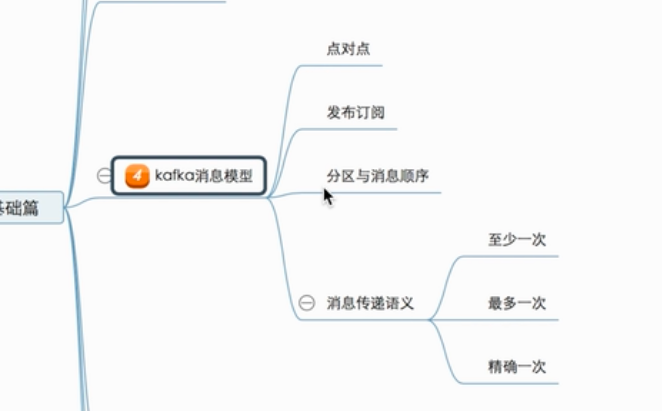 点对点
发布订阅
4 kafka消息模型
分区与消息顺序
基础篇
至少一次
消息传递语义
最多一次
精确一次